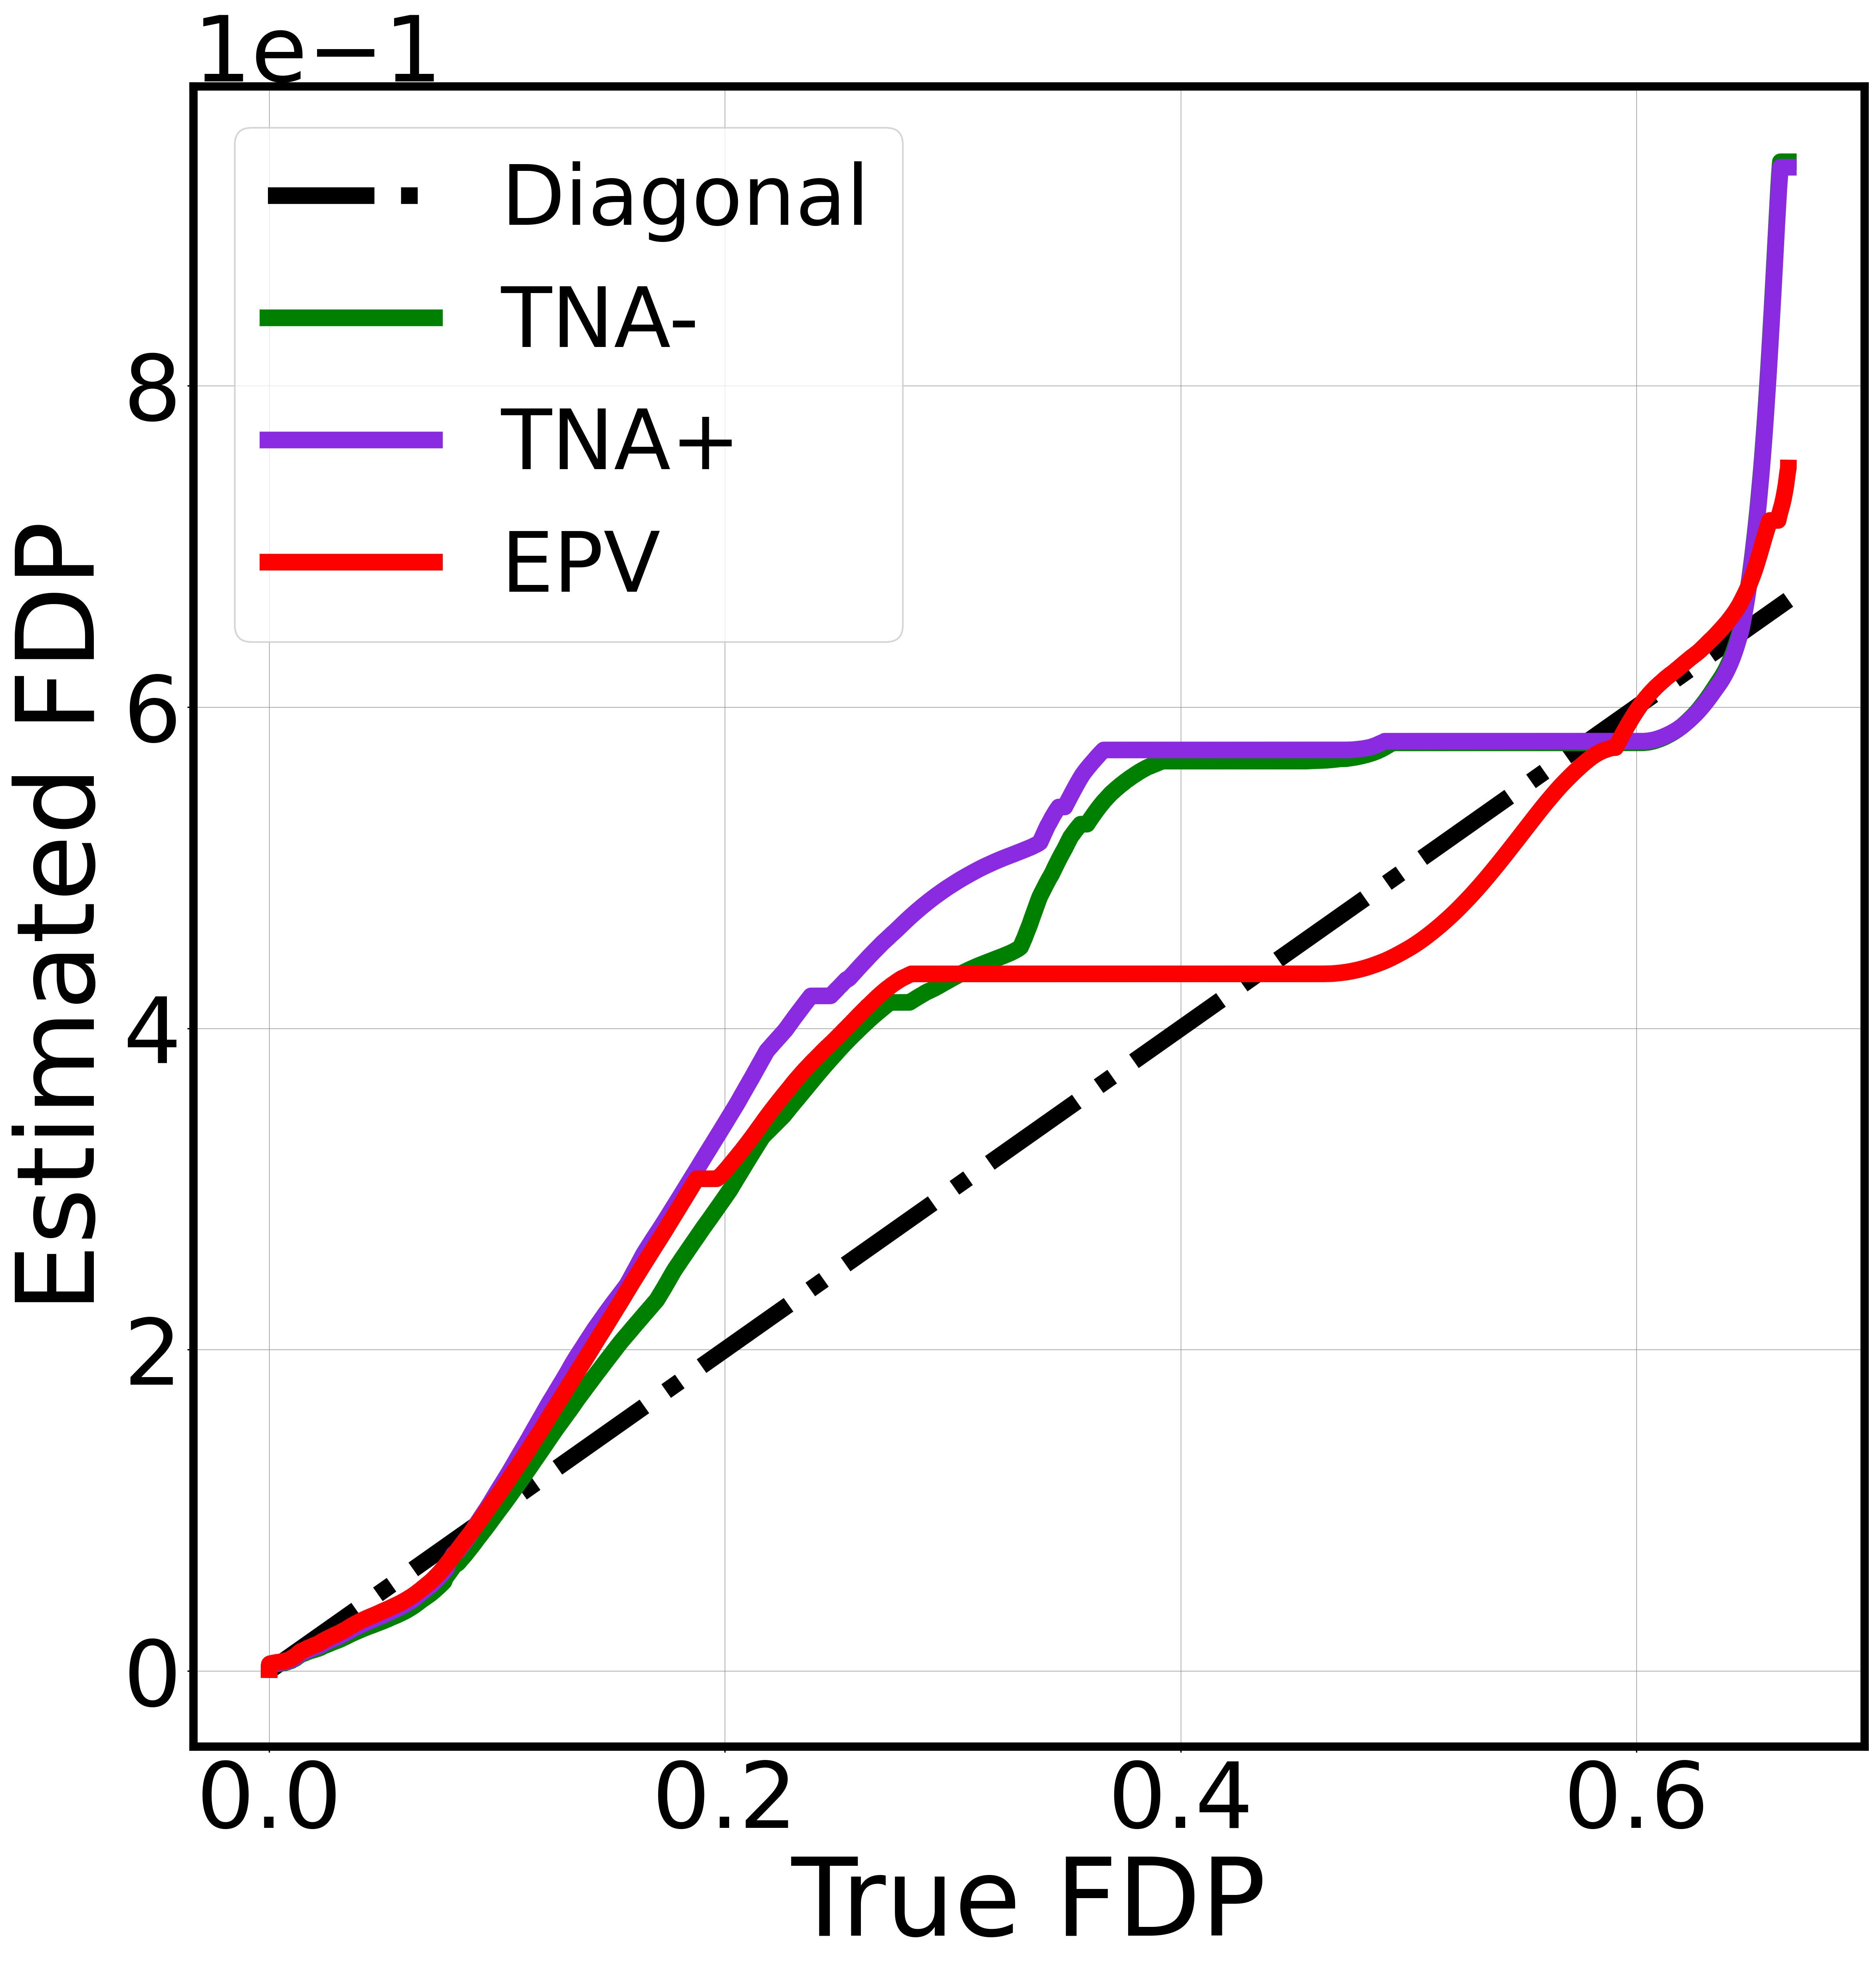 1e−1
Diagonal
TNA-
TNA+
EPV
8
6
4
2
0
Estimated FDP
0.0 0.2 0.4 0.6
True FDP